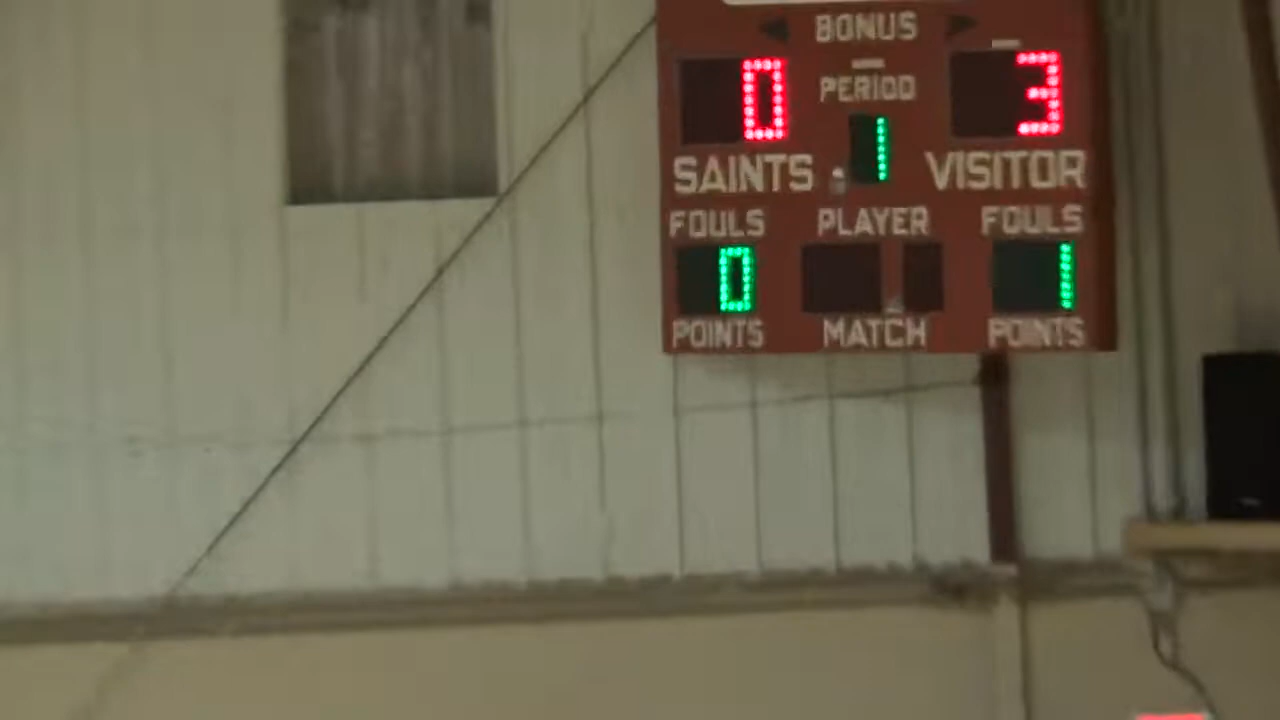 BONUS
0 PERIOD 3
SAINTS 1 VISITOR
FOULS PLAYER FOULS
0 1
POINTS MATCH POINTS